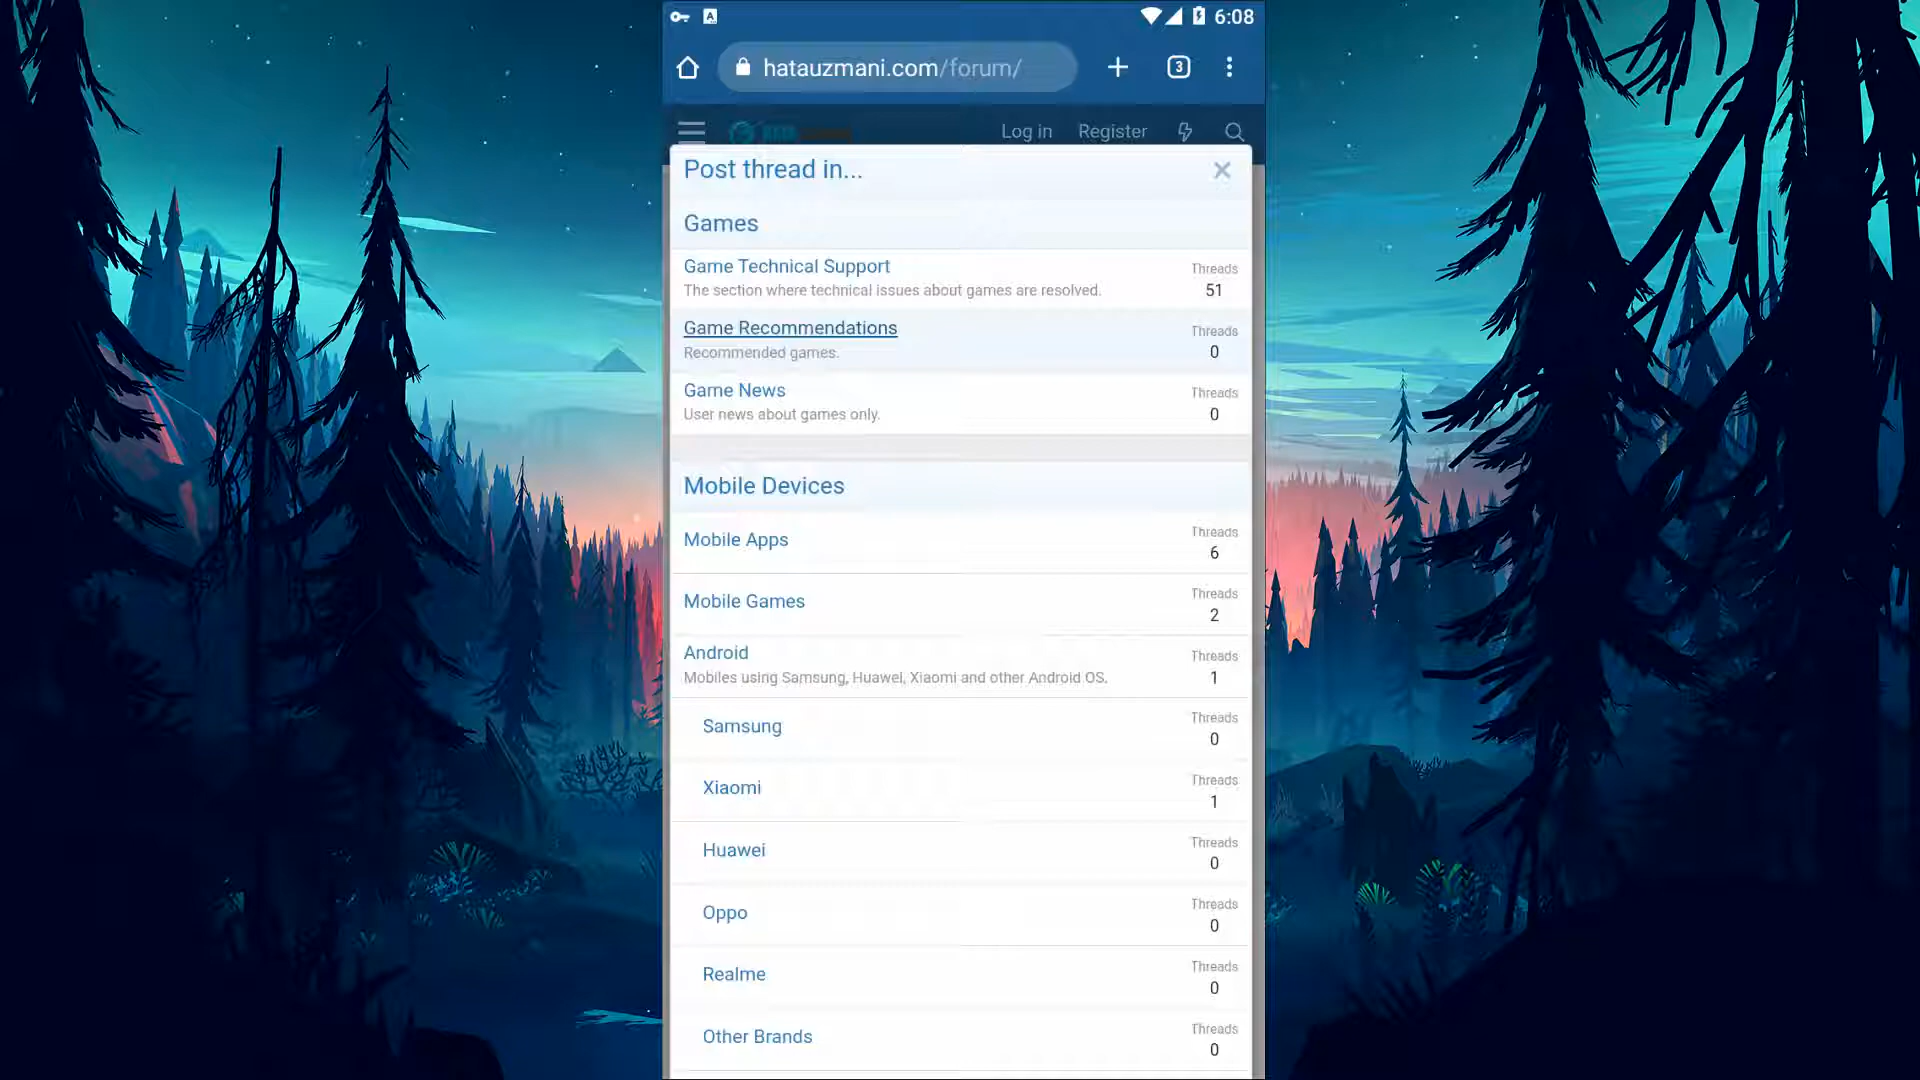 A 6:08
hatauzmani.com/forum/ 3
Log in Register
Post thread in...
Games
Game Technical Support Threads
The section where technical issues about games are resolved. 51
Game Recommendations Threads
Recommended games. 0
Game News Threads
User news about games only. 0
Mobile Devices
Mobile Apps Threads
6
Mobile Games Threads
2
Android Threads
Mobiles using Samsung, Huawei, Xiaomi and other Android OS. 1
Samsung Threads
0
Xiaomi Threads
1
Huawei Threads
0
Oppo Threads
0
Realme Threads
0
Other Brands Threads
0